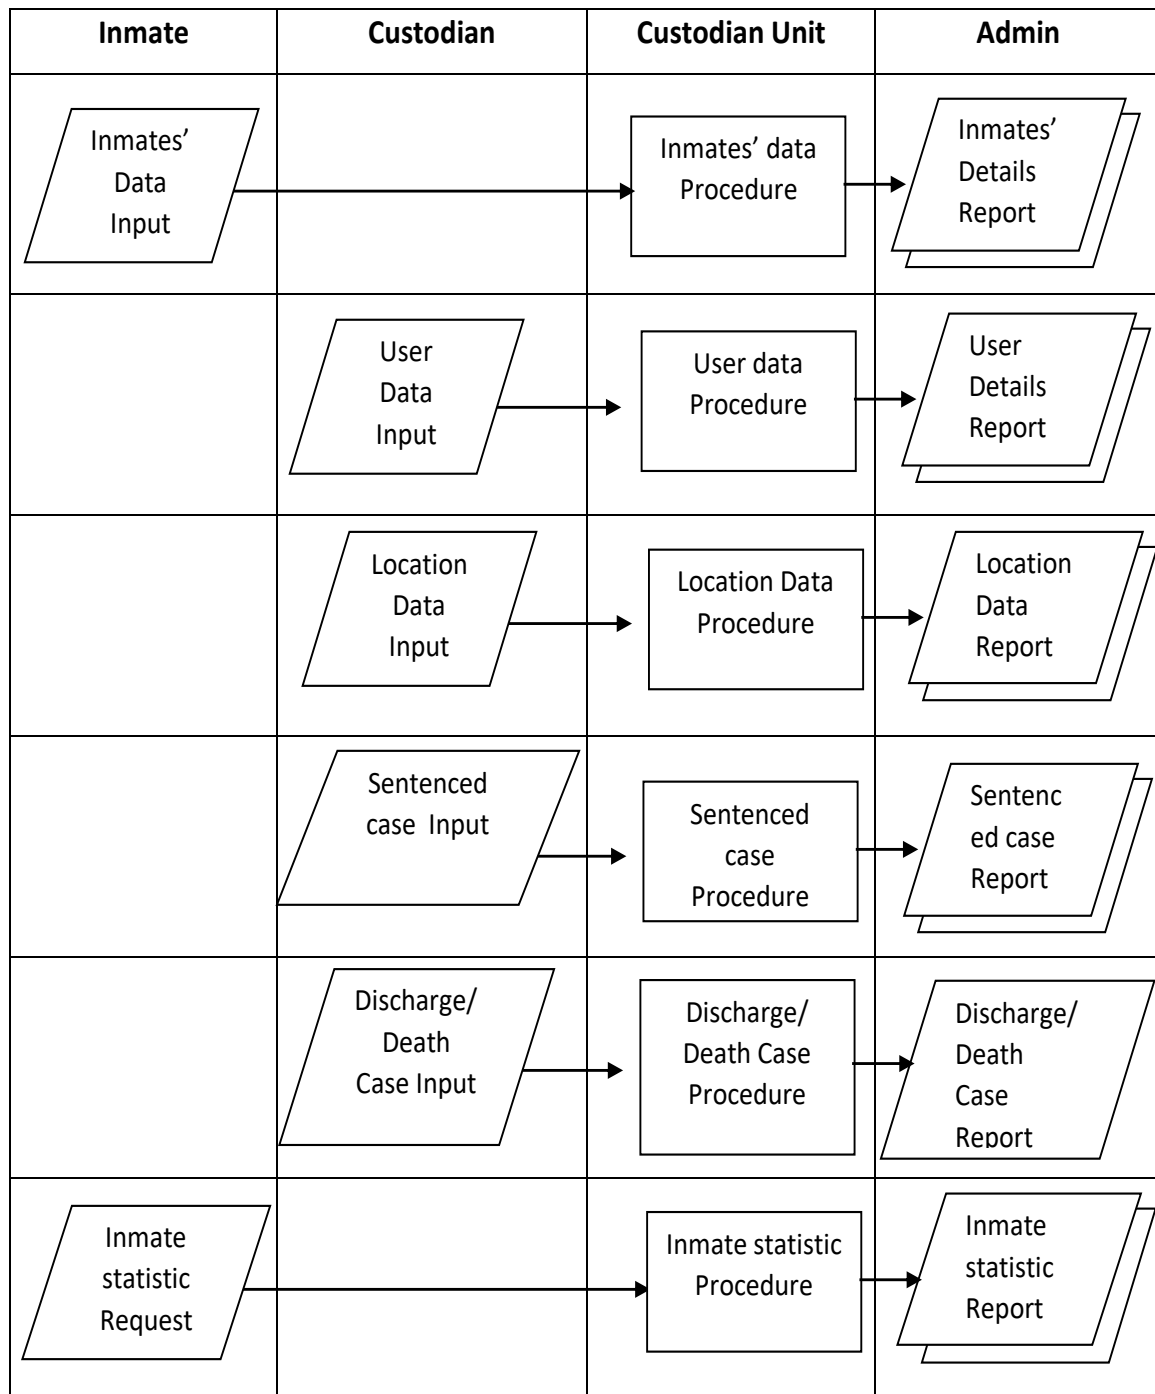 Inmate
Custodian
Custodian Unit
Admin
Inmates’
Data
Input
Inmates’ data
Procedure
Inmates’
Details
Report
User
Data
Input
User data
Procedure
User
Details
Report
Location
Data
Input
Location Data
Procedure
Location
Data
Report
Sentenced
case Input
Sentenced
case
Procedure
Sentenc
ed case
Report
Discharge/
Death
Case Input
Discharge/
Death Case
Procedure
Discharge/
Death
Case
Report
Inmate
statistic
Request
Inmate statistic
Procedure
Inmate
statistic
Report